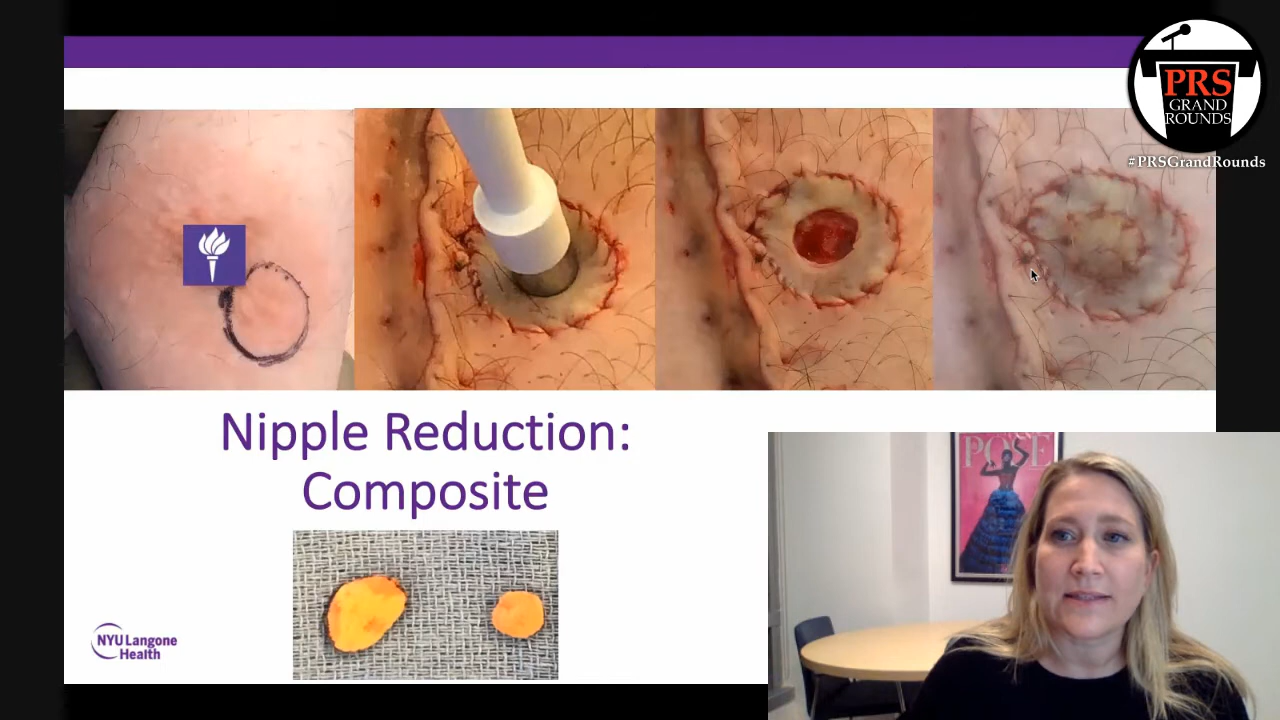 PRS
GRAND
ROUNDS
#PRSGrandRounds
Nipple Reduction:
Composite
POSE
NYU Langone
Health